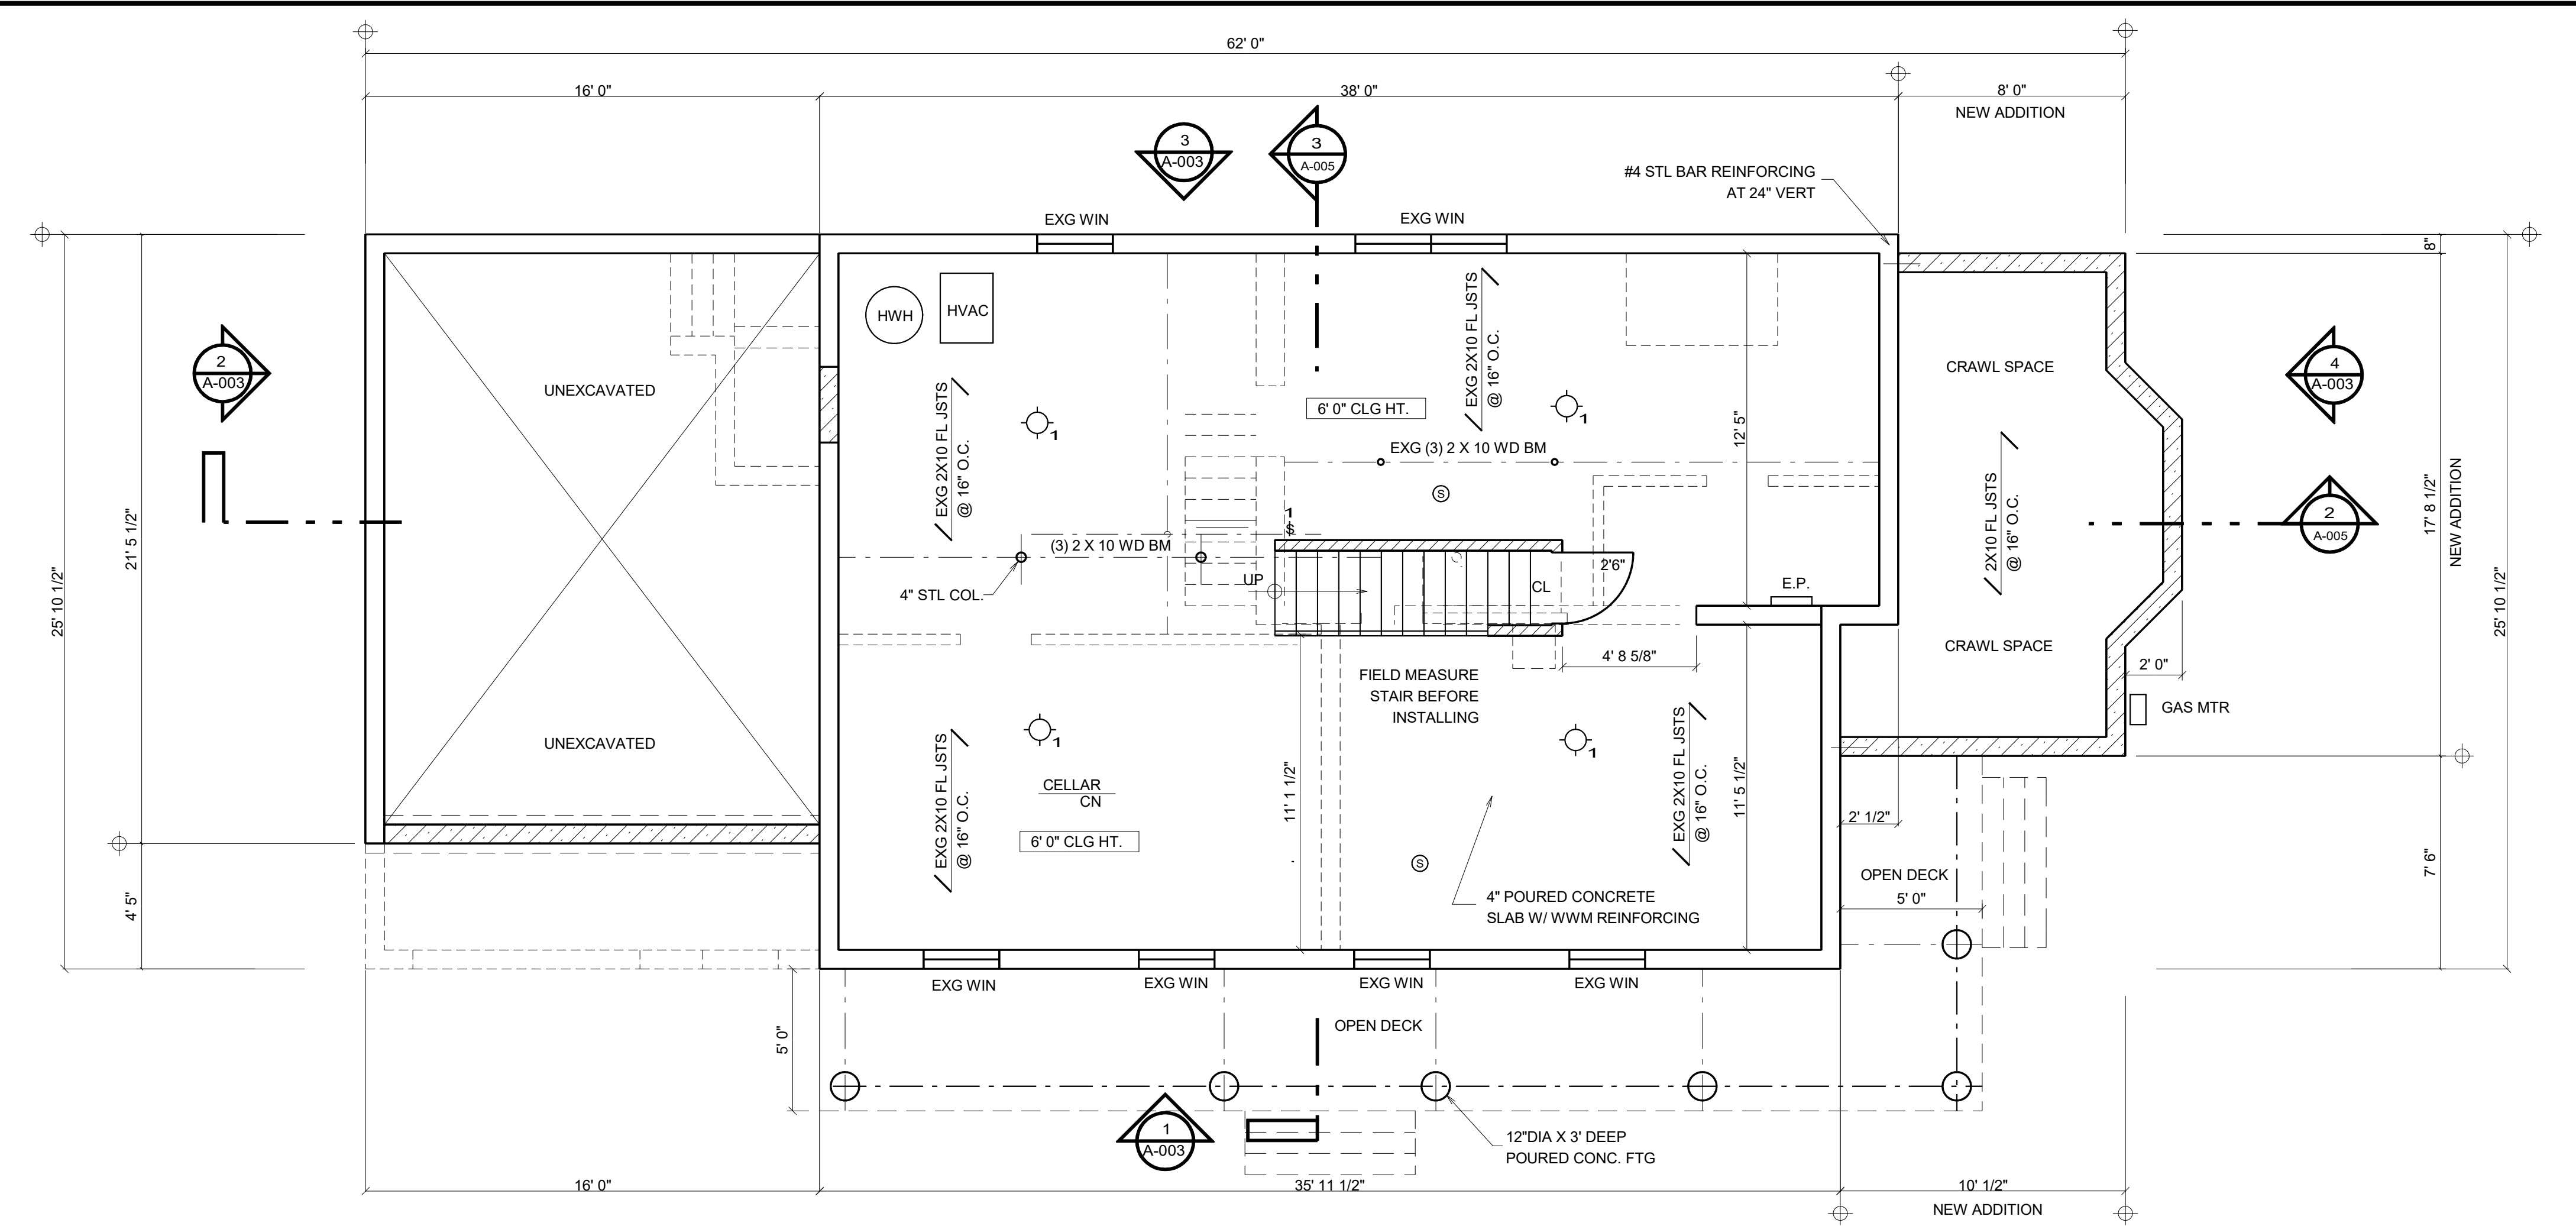 62' 0"
16' 0"
38' 0"
8' 0"
NEW ADDITION
3
A-003
3
A-005
#4 STL BAR REINFORCING
AT 24" VERT
EXG WIN
EXG WIN
8"
HWH
HVAC
EXG 2X10 FL JSTS
@ 16" O.C.
2
A-003
UNEXCAVATED
EXG 2X10 FL JSTS
@ 16" O.C.
6' 0" CLG HT.
1
1
12' 5"
CRAWL SPACE
4
A-003
EXG (3) 2 X 10 WD BM
S
2X10 FL JSTS
@ 16" O.C.
17' 8 1/2"
NEW ADDITION
2
A-005
21' 5 1/2"
25' 10 1/2"
25' 10 1/2"
1
$
(3) 2 X 10 WD BM
4" STL COL.
UP
CL
2'6"
E.P.
4' 8 5/8"
CRAWL SPACE
2' 0"
GAS MTR
FIELD MEASURE
STAIR BEFORE
INSTALLING
UNEXCAVATED
1
1
EXG 2X10 FL JSTS
@ 16" O.C.
CELLAR
CN
6' 0" CLG HT.
11' 1 1/2"
EXG 2X10 FL JSTS
@ 16" O.C.
11' 5 1/2"
2' 1/2"
S
4" POURED CONCRETE
SLAB W/ WWM REINFORCING
OPEN DECK
5' 0"
7' 6"
4' 5"
EXG WIN
EXG WIN
EXG WIN
EXG WIN
5' 0"
OPEN DECK
1
A-003
12"DIA X 3' DEEP
POURED CONC. FTG
16' 0"
35' 11 1/2"
10' 1/2"
NEW ADDITION